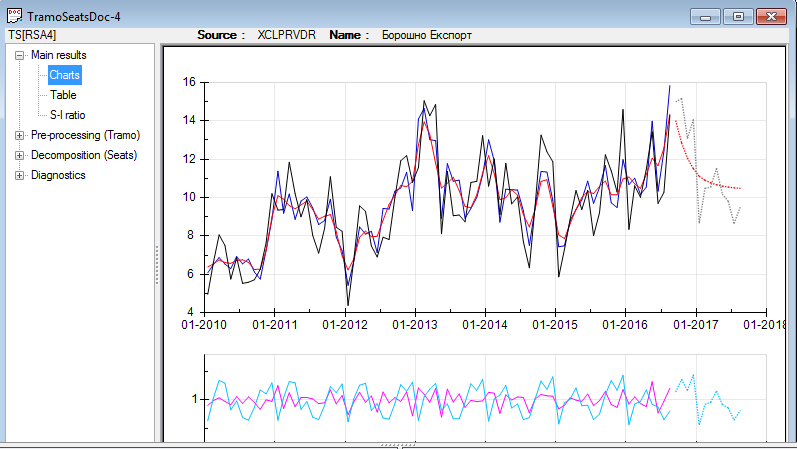 DOC
TramoSeatsDoc-4
TS[RSA4]
Source : XCLPRVDR Name : Борошно Експорт
Main results
Charts
Table
S-I ratio
Pre-processing (Tramo)
Decomposition (Seats)
Diagnostics
16
14
12
10
8
6
4
01-2010 01-2011 01-2012 01-2013 01-2014 01-2015 01-2016 01-2017 01-2018
1